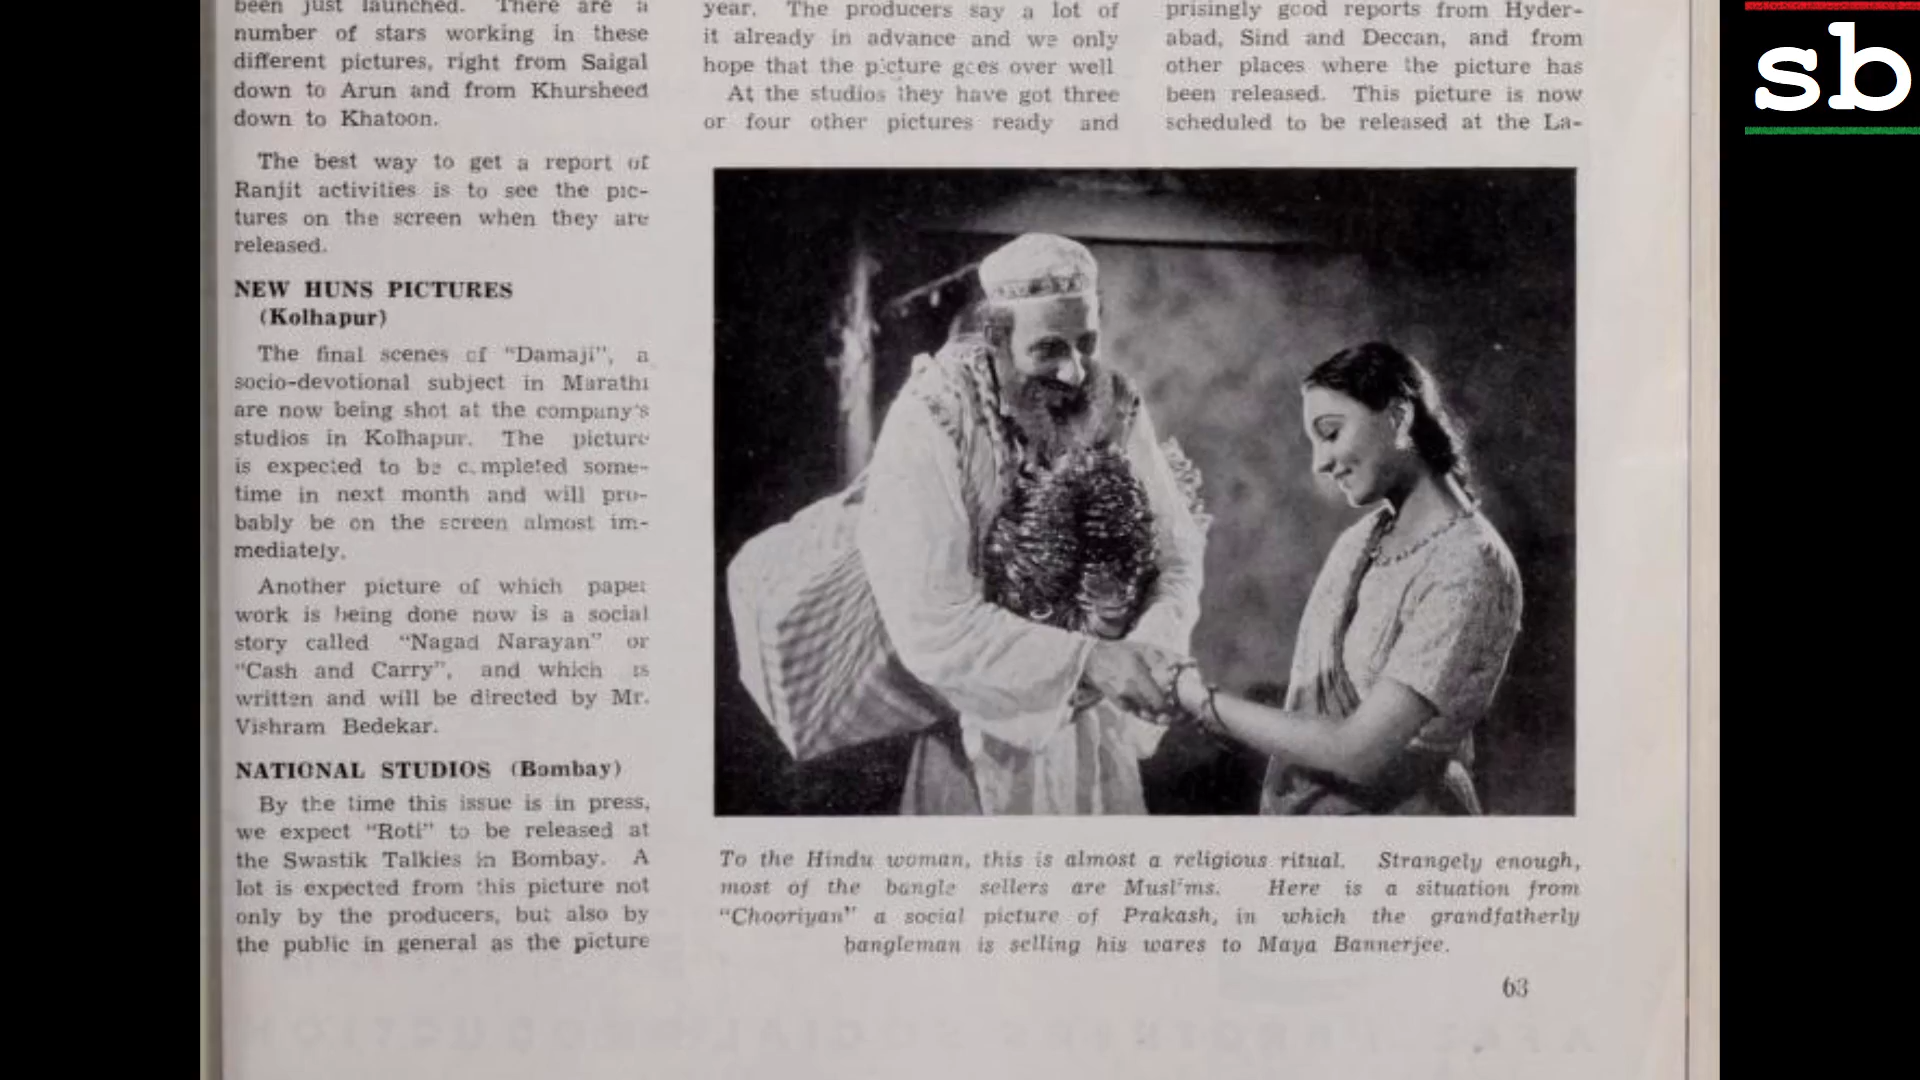 been just launched. There are a
number of stars working in these
different pictures, right from Saigal
down to Arun and from Khursheed
down to Khatoon.
The best way to get a report of
Ranjit activities is to see the pic-
tures on the screen when they are
released.
NEW HUNS PICTURES
(Kolhapur)
The final scenes of "Damaji", a
socio-devotional subject in Marathi
are now being shot at the company's
studios in Kolhapur. The picture
is expected to be completed some-
time in next month and will pro-
bably be on the screen almost im-
mediately.
Another picture of which paper
work is being done now is a social
story called "Nagad Narayan" or
"Cash and Carry", and which is
written and will be directed by Mr.
Vishram Bedekar.
NATIONAL STUDIOS (Bombay)
By the time this issue is in press,
we expect "Roti" to be released at
the Swastik Talkies in Bombay. A
lot is expected from this picture not
only by the producers, but also by
the public in general as the picture
year. The producers say a lot of
it already in advance and we only
hope that the picture goes over well
At the studios they have got three
or four other pictures ready and
prisingly good reports from Hyder-
abad, Sind and Deccan, and from
other places where the picture has
been released. This picture is now
scheduled to be released at the La-
To the Hindu woman, this is almost a religious ritual. Strangely enough,
most of the bangle sellers are Muslims. Here is a situation from
"Chooriyan" a social picture of Prakash, in which the grandfatherly
bangleman is selling his wares to Maya Bannerjee.
63
sb